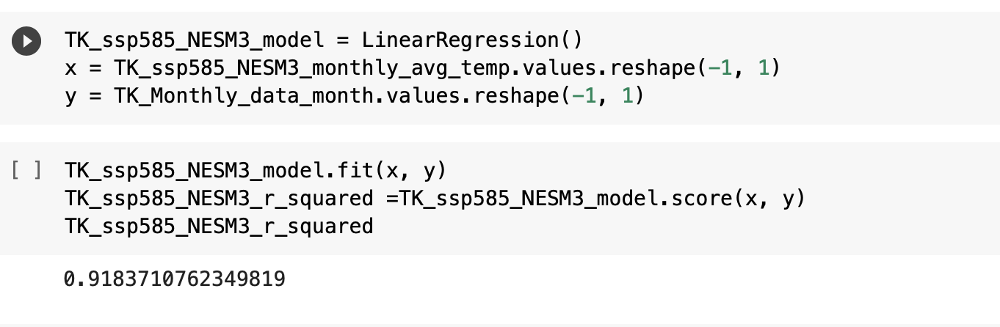 TK_ssp585_NESM3_model = LinearRegression()
x = TK_ssp585_NESM3_monthly_avg_temp.values.reshape(-1, 1)
y = TK_Monthly_data_month.values.reshape(-1, 1)
[ ] TK_ssp585_NESM3_model.fit(x, y)
TK_ssp585_NESM3_r_squared =TK_ssp585_NESM3_model.score(x, y)
TK_ssp585_NESM3_r_squared
0.9183710762349819